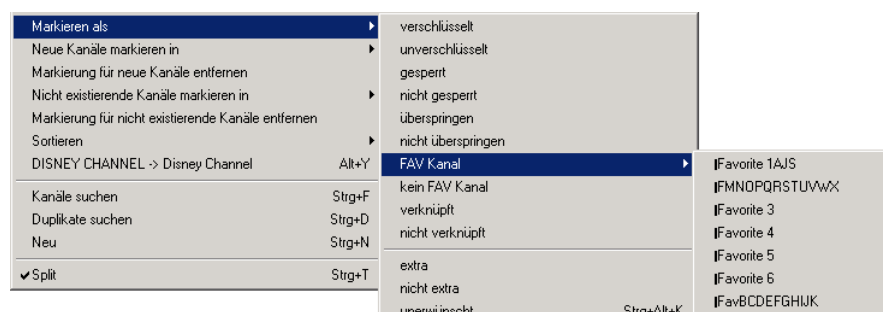 Markieren als
Neue Kanäle markieren in
Markierung für neue Kanäle entfernen
Nicht existierende Kanäle markieren in
Markierung für nicht existierende Kanäle entfernen
Sortieren
DISNEY CHANNEL -> Disney Channel Alt+Y
Kanäle suchen Strg+F
Duplikate suchen Strg+D
Neu Strg+N
Split Strg+T
verschlüsselt
unverschlüsselt
gesperrt
nicht gesperrt
überspringen
nicht überspringen
FAV Kanal
kein FAV Kanal
verknüpft
nicht verknüpft
extra
nicht extra
unerwünscht Strg+Alt+K
Favorite 1AJS
FMNOPQRSTUVWX
Favorite 3
Favorite 4
Favorite 5
Favorite 6
FavBCDEFGHIJK